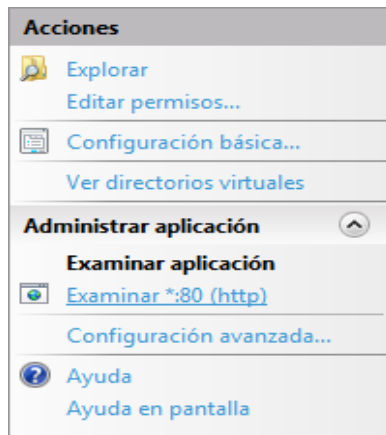 Acciones
Explorar
Editar permisos...
Configuración básica...
Ver directorios virtuales
Administrar aplicación
Examinar aplicación
Examinar *:80 (http)
Configuración avanzada...
Ayuda
Ayuda en pantalla